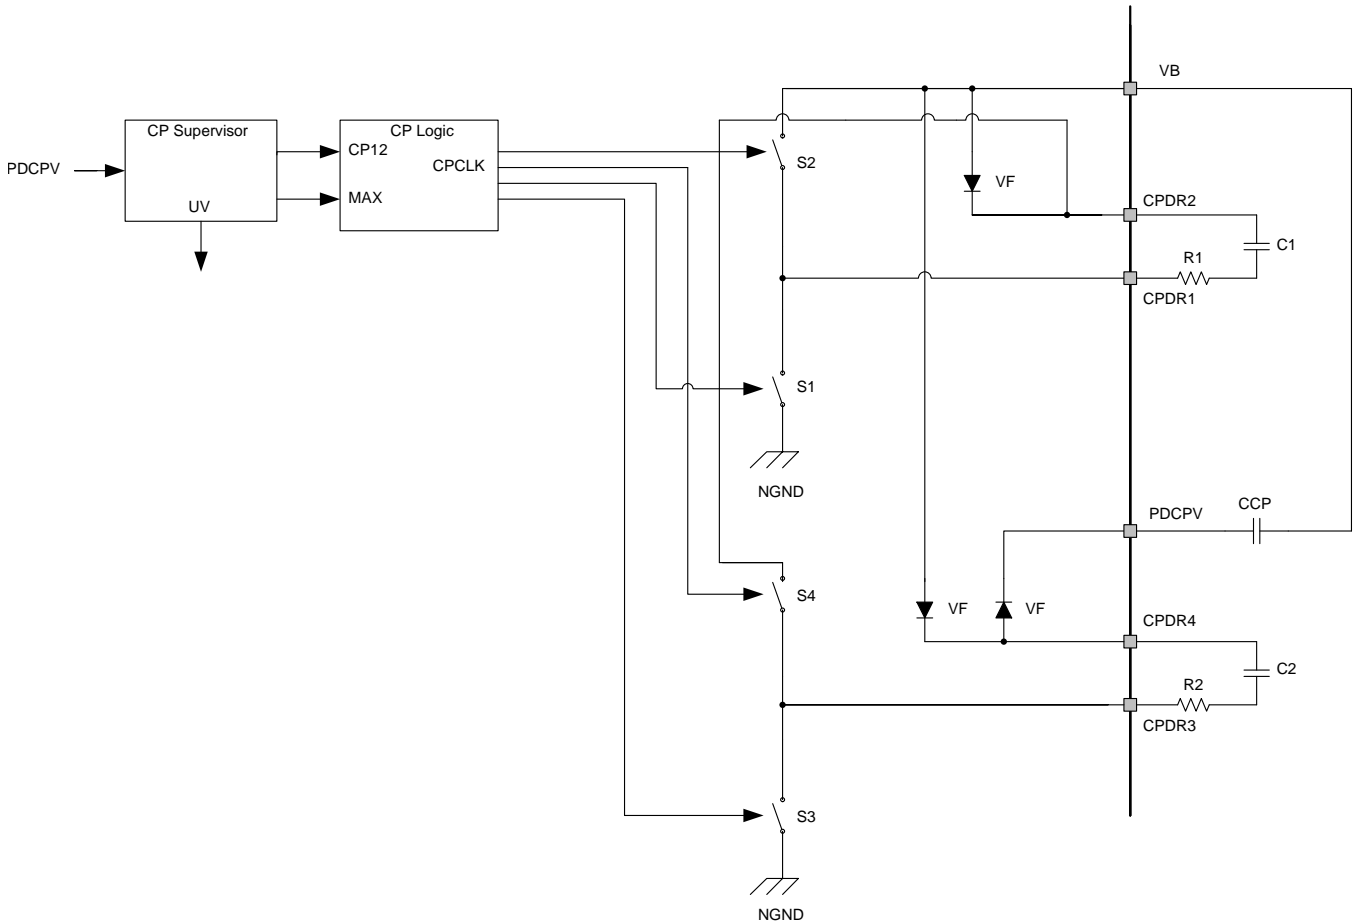 VB
CP Supervisor
CP Logic
PDCPV
CP12
CPCLK
S2
VF
MAX
CPDR2
UV
C1
R1
CPDR1
S1
NGND
PDCPV
CCP
S4
VF
VF
CPDR4
C2
R2
CPDR3
S3
NGND